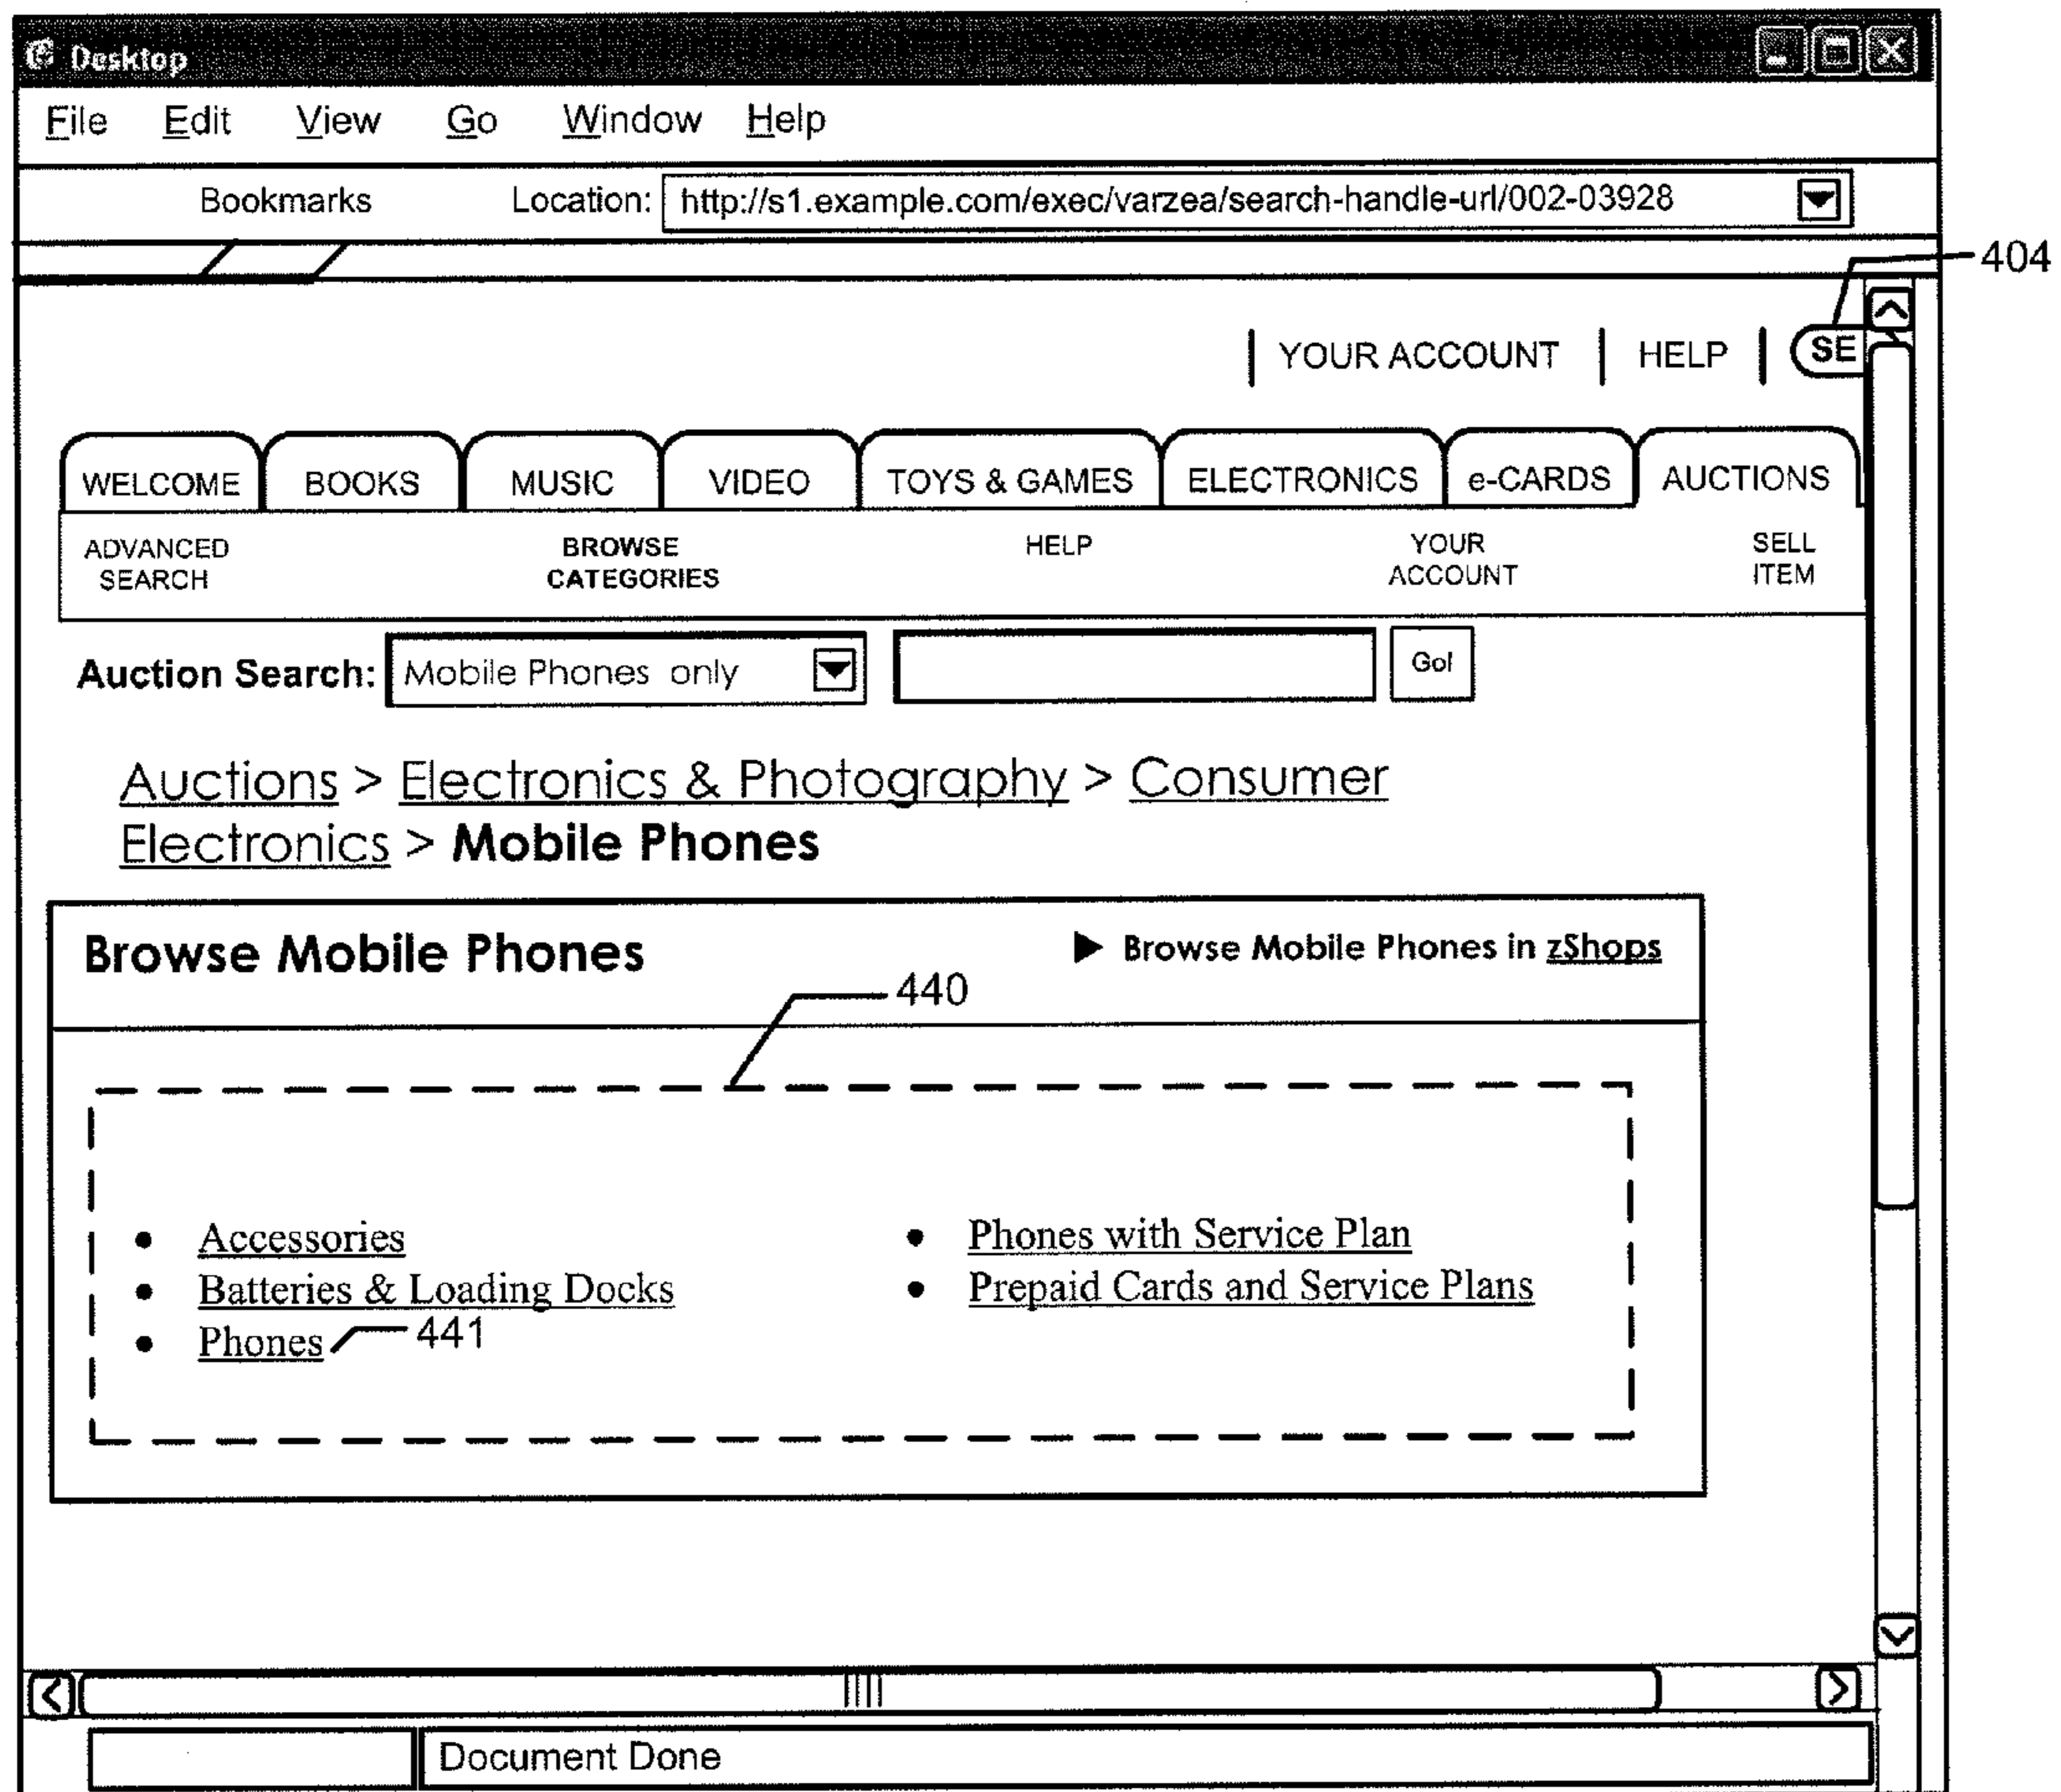 Desktop
File Edit View Go Window Help
Bookmarks Location: http://s1.example.com/exec/varzea/search-handle-url/002-03928
404
YOUR ACCOUNT | HELP | SE
WELCOME BOOKS MUSIC VIDEO TOYS & GAMES ELECTRONICS e-CARDS AUCTIONS
ADVANCED SEARCH BROWSE CATEGORIES HELP YOUR ACCOUNT SELL ITEM
Auction Search: Mobile Phones only Go!
Auctions > Electronics & Photography > Consumer
Electronics > Mobile Phones
Browse Mobile Phones ▶ Browse Mobile Phones in zShops
440
• Accessories
• Batteries & Loading Docks
• Phones 441
• Phones with Service Plan
• Prepaid Cards and Service Plans
Document Done